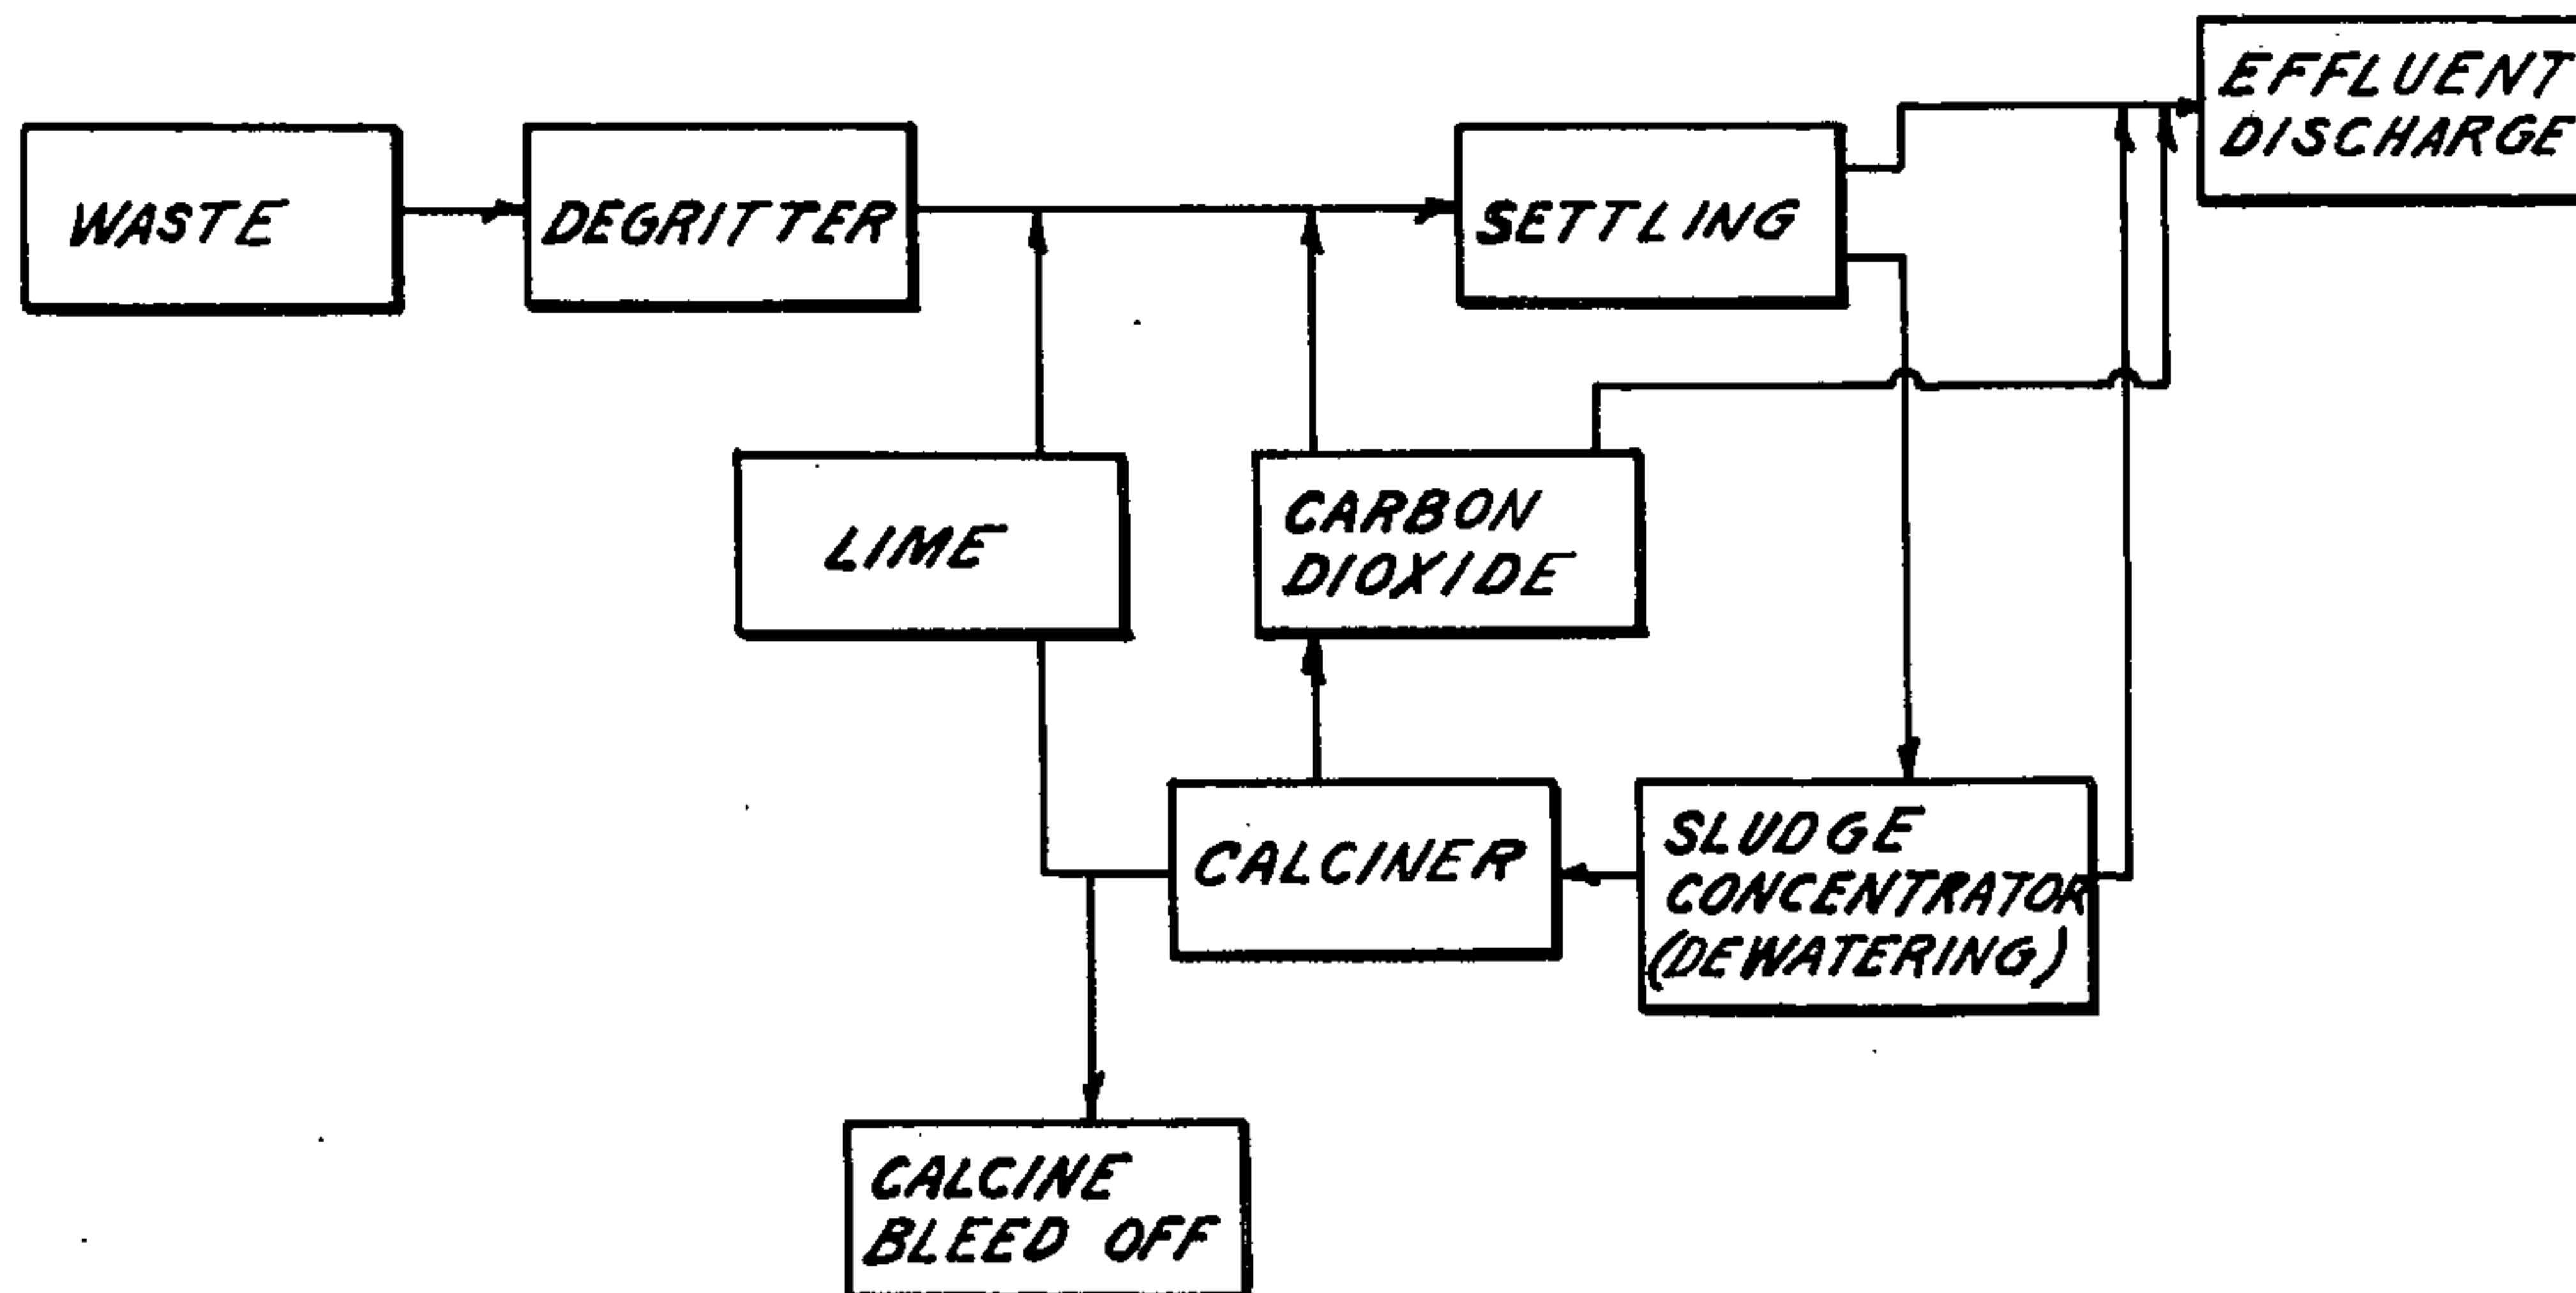 EFFLUENT
DISCHARGE
WASTE
DEGRITTER
SETTLING
LIME
CARBON
DIOXIDE
CALCINER
SLUDGE
CONCENTRATOR
(DEWATERING)
CALCINE
BLEED OFF